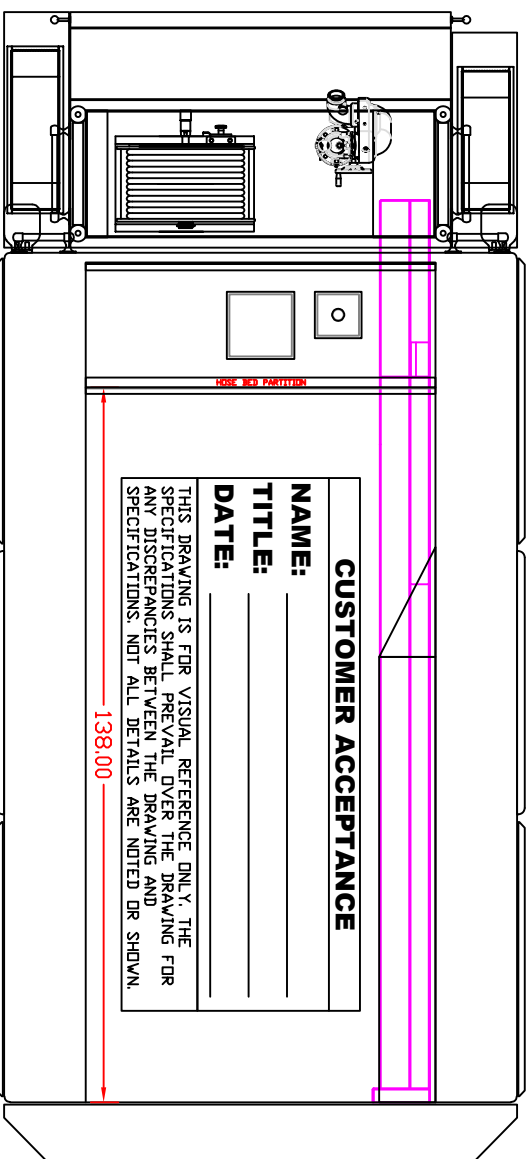 HOSE BED PARTITION
CUSTOMER ACCEPTANCE
NAME:
TITLE:
DATE:
THIS DRAWING IS FOR VISUAL REFERENCE ONLY. THE
SPECIFICATIONS SHALL PREVAIL OVER THE DRAWING FOR
ANY DISCREPANCIES BETWEEN THE DRAWING AND
SPECIFICATIONS. NOT ALL DETAILS ARE NOTED OR SHOWN.
138.00